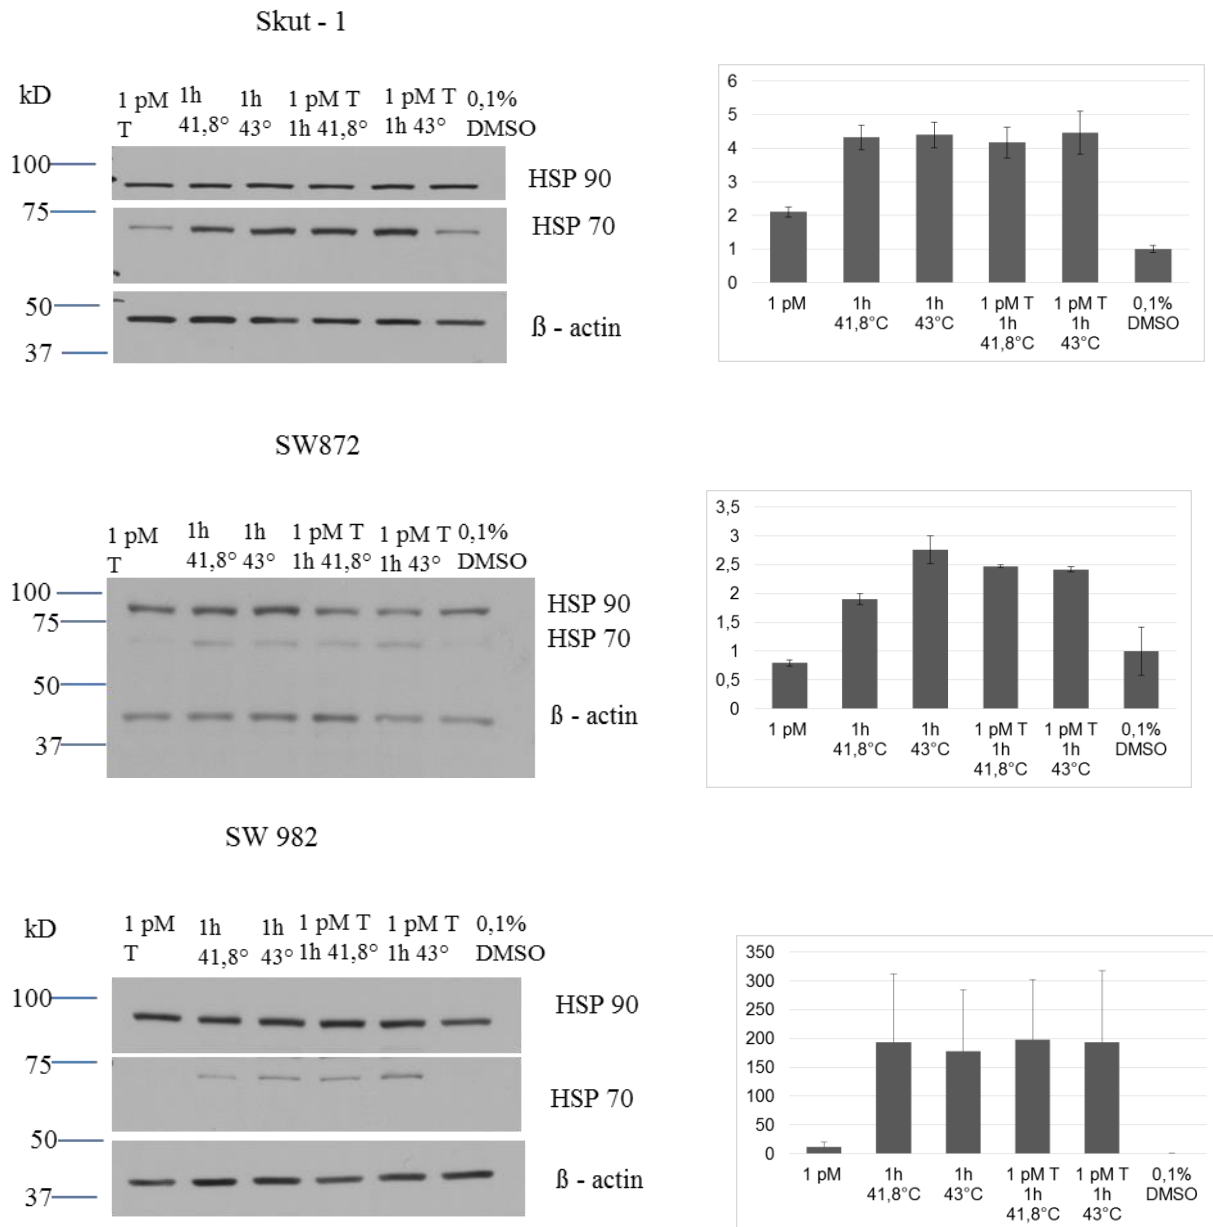 Skut - 1
kD
1 pM
T
1h
41,8°
1h
43°
1 pM T
1h 41,8°
1 pM T
1h 43°
0,1%
DMSO
100
75
50
37
HSP 90
HSP 70
ß - actin
6
5
4
3
2
1
0
1 pM
1h
41,8°C
1h
43°C
1 pM T
1h
41,8°C
1 pM T
1h
43°C
0,1%
DMSO
SW872
1 pM
T
1h
41,8°
1h
43°
1 pM T
1h 41,8°
1 pM T
1h 43°
0,1%
DMSO
100
75
50
37
HSP 90
HSP 70
ß - actin
3,5
3
2,5
2
1,5
1
0,5
0
1 pM
1h
41,8°C
1h
43°C
1 pM T
1h
41,8°C
1 pM T
1h
43°C
0,1%
DMSO
SW 982
kD
1 pM
T
1h
41,8°
1h
43°
1 pM T
1h 41,8°
1 pM T
1h 43°
0,1%
DMSO
100
75
50
37
HSP 90
HSP 70
ß - actin
350
300
250
200
150
100
50
0
1 pM
1h
41,8°C
1h
43°C
1 pM T
1h
41,8°C
1 pM T
1h
43°C
0,1%
DMSO